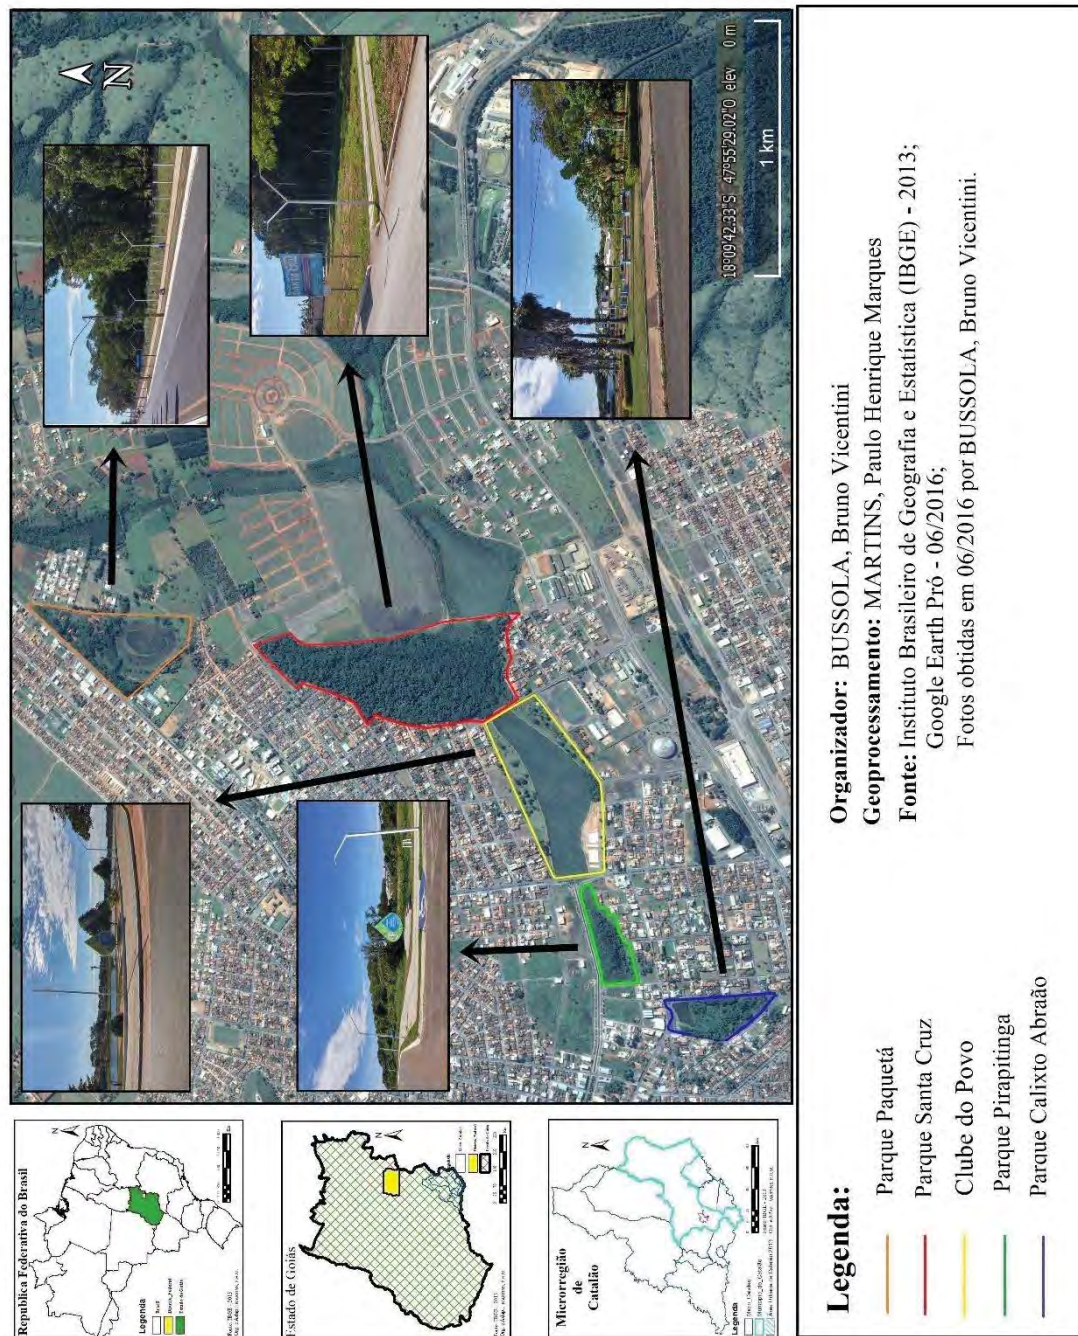 República Federativa do Brasil
N
Legenda
Estado de Goiás
N
Microrregião
de
Catalão
N
Legenda
N
18°09'42.33"S 47°55'29.02"O elev 0 m
1 km
Legenda:
Parque Paquetá
Parque Santa Cruz
Clube do Povo
Parque Pirapitinga
Parque Calixto Abraão
Organizador: BUSSOLA, Bruno Vicentini
Geoprocessamento: MARTINS, Paulo Henrique Marques
Fonte: Instituto Brasileiro de Geografia e Estatística (IBGE) - 2013;
Google Earth Pró - 06/2016;
Fotos obtidas em 06/2016 por BUSSOLA, Bruno Vicentini.